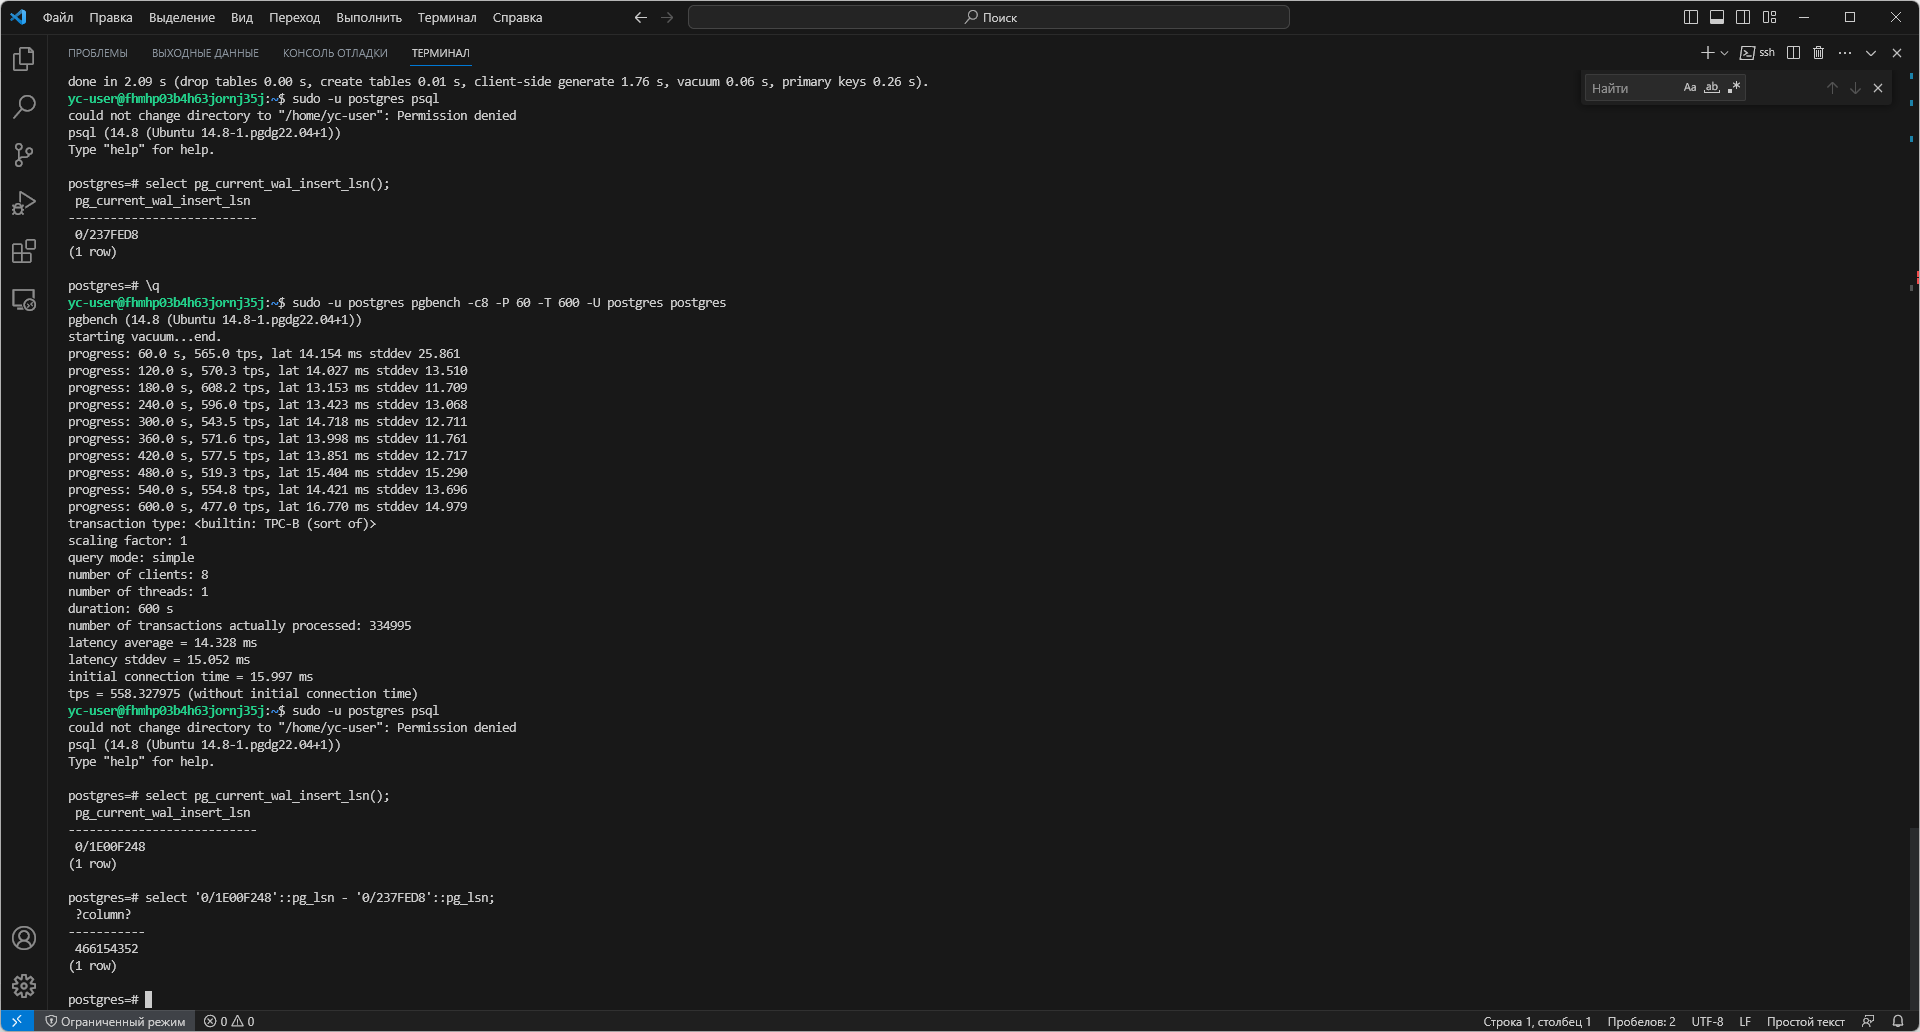 Файл Правка Выделение Вид Переход Выполнить Терминал Справка Поиск
ПРОБЛЕМЫ ВЫХОДНЫЕ ДАННЫЕ КОНСОЛЬ ОТЛАДКИ ТЕРМИНАЛ ssh
Найти Aa ab
done in 2.09 s (drop tables 0.00 s, create tables 0.01 s, client-side generate 1.76 s, vacuum 0.06 s, primary keys 0.26 s).
yc-user@fhmhp03b4h63jornj35j:~$ sudo -u postgres psql
could not change directory to "/home/yc-user": Permission denied
psql (14.8 (Ubuntu 14.8-1.pgdg22.04+1))
Type "help" for help.
postgres=# select pg_current_wal_insert_lsn();
pg_current_wal_insert_lsn
---------------------------
0/237FED8
(1 row)
postgres=# \q
yc-user@fhmhp03b4h63jornj35j:~$ sudo -u postgres pgbench -c8 -P 60 -T 600 -U postgres postgres
pgbench (14.8 (Ubuntu 14.8-1.pgdg22.04+1))
starting vacuum...end.
progress: 60.0 s, 565.0 tps, lat 14.154 ms stddev 25.861
progress: 120.0 s, 570.3 tps, lat 14.027 ms stddev 13.510
progress: 180.0 s, 608.2 tps, lat 13.153 ms stddev 11.709
progress: 240.0 s, 596.0 tps, lat 13.423 ms stddev 13.068
progress: 300.0 s, 543.5 tps, lat 14.718 ms stddev 12.711
progress: 360.0 s, 571.6 tps, lat 13.998 ms stddev 11.761
progress: 420.0 s, 577.5 tps, lat 13.851 ms stddev 12.717
progress: 480.0 s, 519.3 tps, lat 15.404 ms stddev 15.290
progress: 540.0 s, 554.8 tps, lat 14.421 ms stddev 13.696
progress: 600.0 s, 477.0 tps, lat 16.770 ms stddev 14.979
transaction type: <builtin: TPC-B (sort of)>
scaling factor: 1
query mode: simple
number of clients: 8
number of threads: 1
duration: 600 s
number of transactions actually processed: 334995
latency average = 14.328 ms
latency stddev = 15.052 ms
initial connection time = 15.997 ms
tps = 558.327975 (without initial connection time)
yc-user@fhmhp03b4h63jornj35j:~$ sudo -u postgres psql
could not change directory to "/home/yc-user": Permission denied
psql (14.8 (Ubuntu 14.8-1.pgdg22.04+1))
Type "help" for help.
postgres=# select pg_current_wal_insert_lsn();
pg_current_wal_insert_lsn
---------------------------
0/1E00F248
(1 row)
postgres=# select '0/1E00F248'::pg_lsn - '0/237FED8'::pg_lsn;
?column?
-----------
466154352
(1 row)
postgres=#
Ограниченный режим 0 0 Строка 1, столбец 1 Пробелов: 2 UTF-8 LF Простой текст